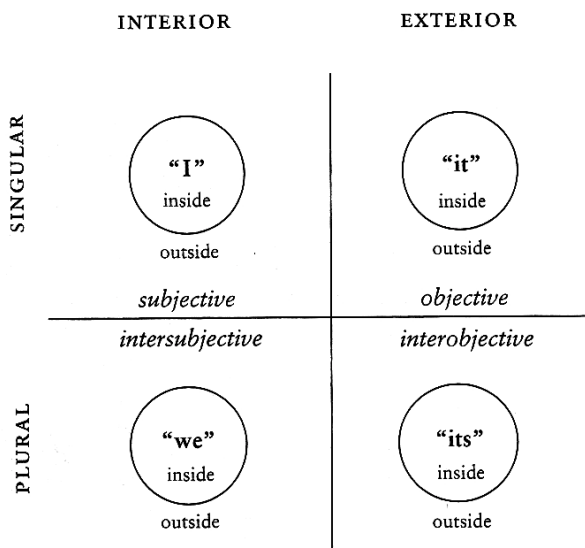 INTERIOR
EXTERIOR
SINGULAR
“I”
inside
outside
subjective
“it”
inside
outside
objective
PLURAL
intersubjective
“we”
inside
outside
interobjective
“its”
inside
outside